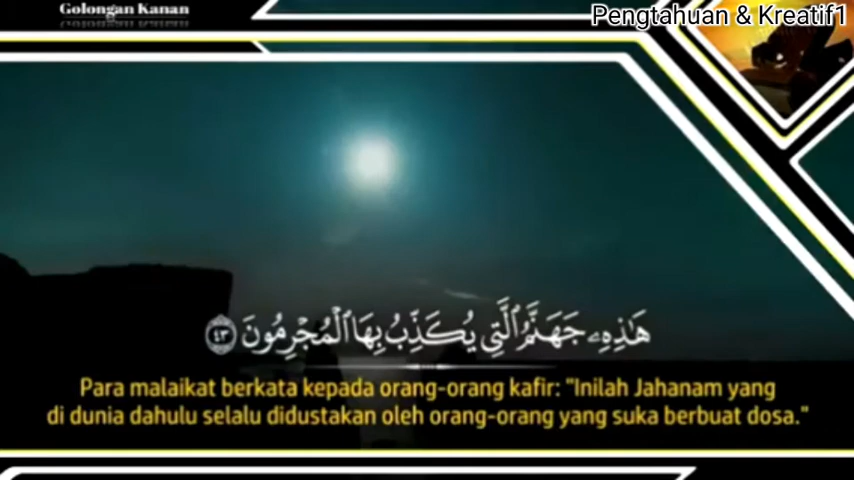 Golongan Kanan
Pengtahuan & Kreatif1
هَٰذِهِۦ جَهَنَّمُ ٱلَّتِي يُكَذِّبُ بِهَا ٱلْمُجْرِمُونَ ٤٣
Para malaikat berkata kepada orang-orang kafir: "Inilah Jahanam yang
di dunia dahulu selalu didustakan oleh orang-orang yang suka berbuat dosa."